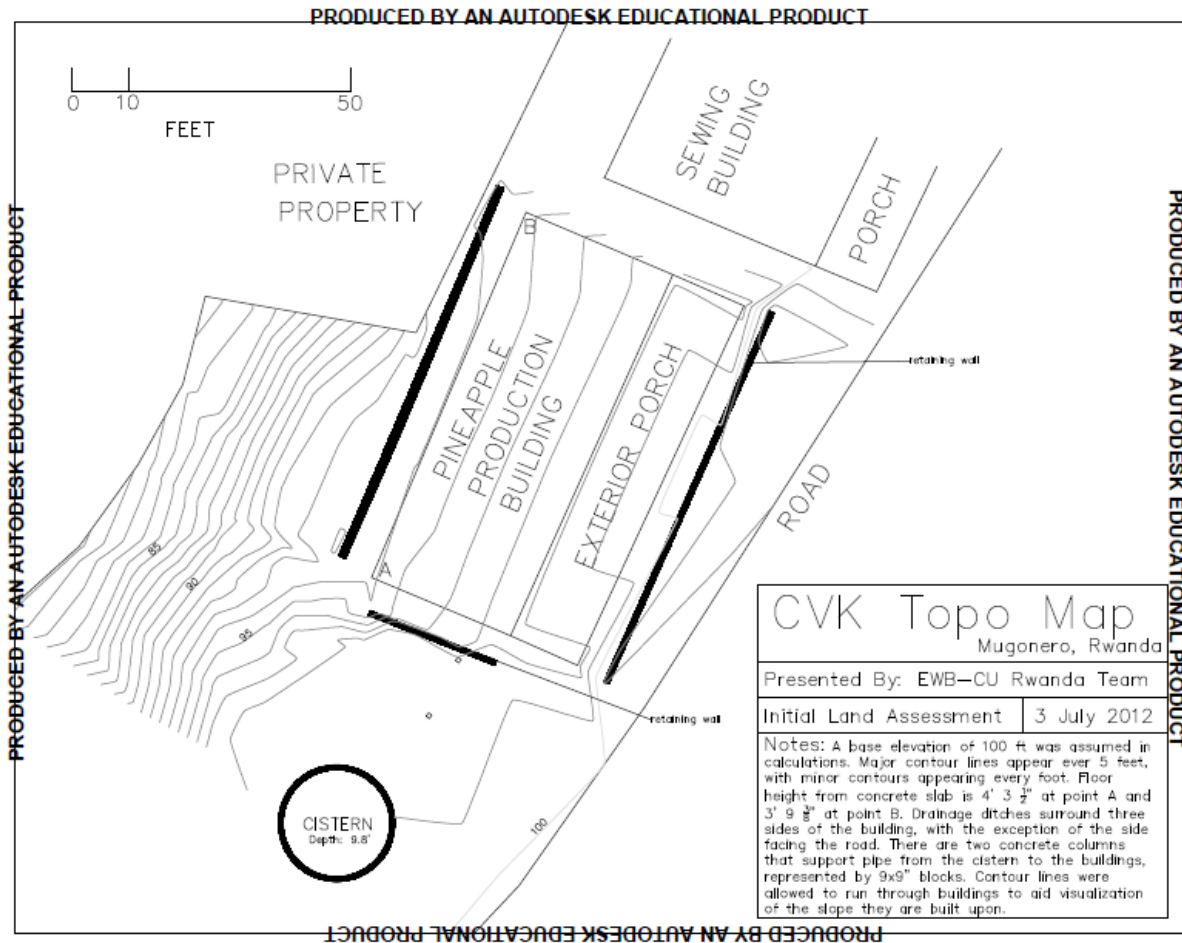 PRODUCED BY AN AUTODESK EDUCATIONAL PRODUCT
0 10 50
FEET
PRIVATE
PROPERTY
SEWING
BUILDING
PORCH
B
PINEAPPLE
PRODUCTION
BUILDING
EXTERIOR PORCH
retaining wall
ROAD
A
85
90
95
retaining wall
CISTERN
Depth: 9.8'
100
CVK Topo Map
Mugonero, Rwanda
Presented By: EWB-CU Rwanda Team
Initial Land Assessment
3 July 2012
Notes: A base elevation of 100 ft was assumed in
calculations. Major contour lines appear ever 5 feet,
with minor contours appearing every foot. Floor
height from concrete slab is 4' 3 ½" at point A and
3' 9 ⅜" at point B. Drainage ditches surround three
sides of the building, with the exception of the side
facing the road. There are two concrete columns
that support pipe from the cistern to the buildings,
represented by 9x9" blocks. Contour lines were
allowed to run through buildings to aid visualization
of the slope they are built upon.
PRODUCED BY AN AUTODESK EDUCATIONAL PRODUCT
PRODUCED BY AN AUTODESK EDUCATIONAL PRODUCT
PRODUCED BY AN AUTODESK EDUCATIONAL PRODUCT